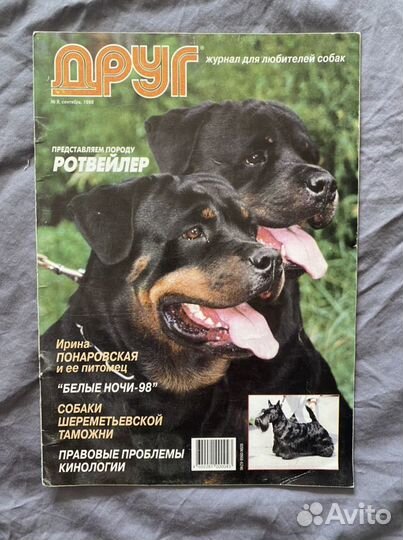 ДРУГ
журнал для любителей собак
№ 9, сентябрь, 1998
ПРЕДСТАВЛЯЕМ ПОРОДУ
РОТВЕЙЛЕР
Ирина
ПОНАРОВСКАЯ
и ее питомец
"БЕЛЫЕ НОЧИ-98"
СОБАКИ
ШЕРЕМЕТЬЕВСКОЙ
ТАМОЖНИ
ПРАВОВЫЕ ПРОБЛЕМЫ
КИНОЛОГИИ
Avito